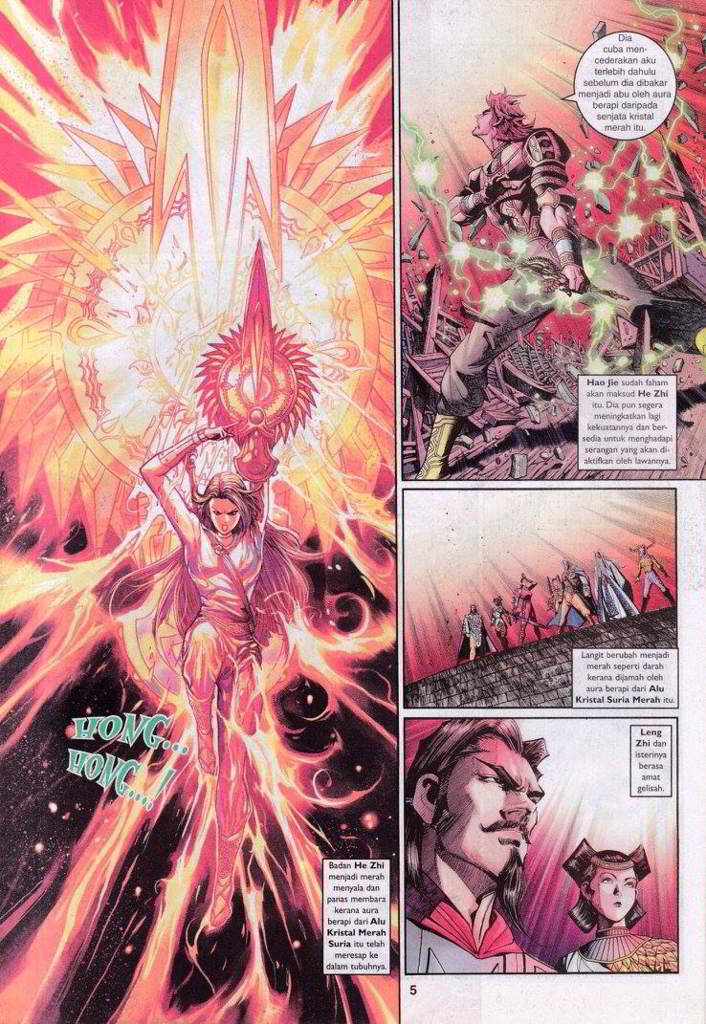 HONG...
HONG...!
Badan He Zhi
menjadi merah
menyala dan
panas membara
kerana aura
berapi dari Alu
Kristal Merah
Suria itu telah
meresap ke
dalam tubuhnya.
Dia
cuba men-
cederakan aku
terlebih dahulu
sebelum dia dibakar
menjadi abu oleh aura
berapi daripada
senjata kristal
merah itu.
Hao Jie sudah faham
akan maksud He Zhi
itu. Dia pun segera
meningkatkan lagi
kekuatannya dan ber-
sedia untuk menghadapi
serangan yang akan di-
aktifkan oleh lawannya.
Langit berubah menjadi
merah seperti darah
kerana dijamah oleh
aura berapi dari Alu
Kristal Suria Merah itu.
Leng
Zhi dan
isterinya
berasa
amat
gelisah.
5